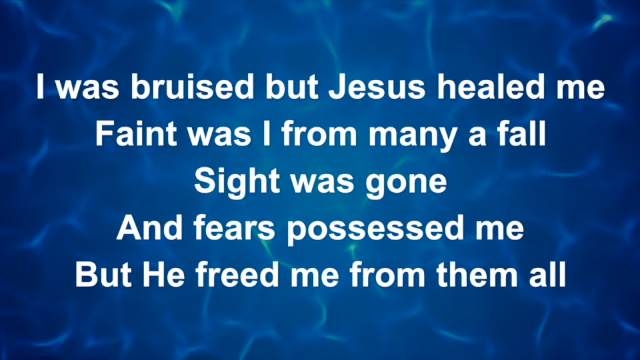 I was bruised but Jesus healed me
Faint was I from many a fall
Sight was gone
And fears possessed me
But He freed me from them all